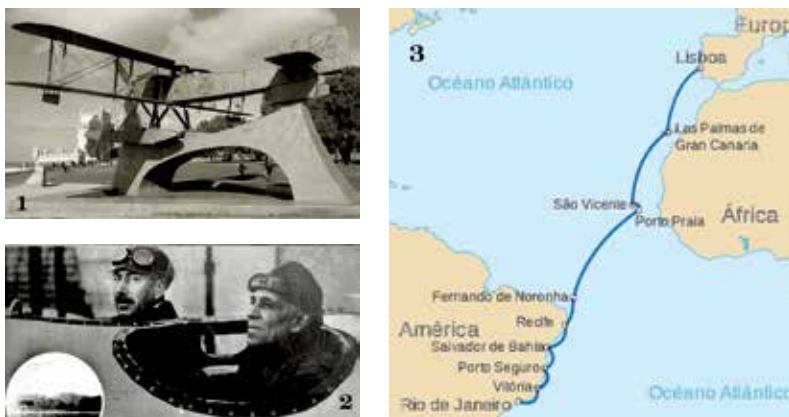 1
2
3
Europ
Lisboa
Océano Atlántico
Las Palmas de
Gran Canaria
São Vicente
Porto Praia
África
Fernando de Noronha
Recife
América
Salvador de Bahia
Porto Seguro
Vitória
Océano Atlántico
Rio de Janeiro